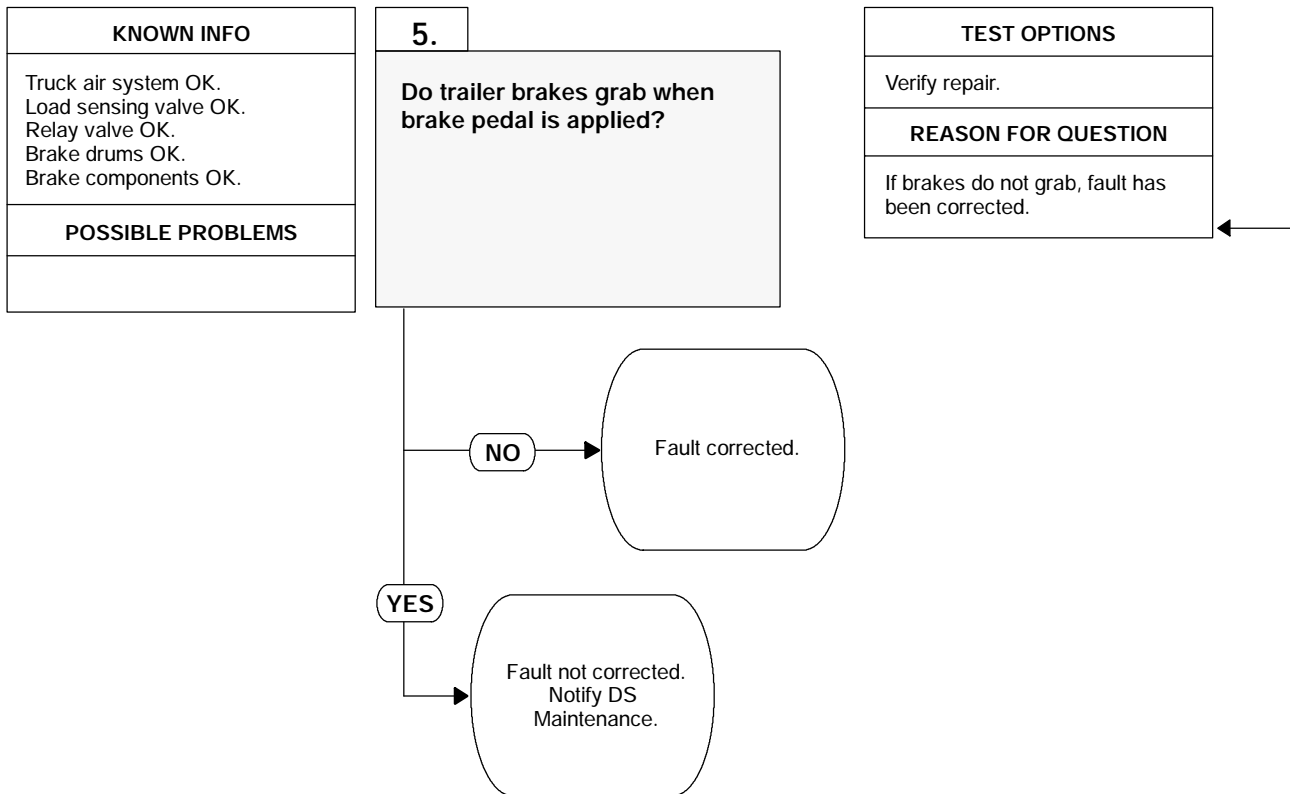 KNOWN INFO
Truck air system OK.
Load sensing valve OK.
Relay valve OK.
Brake drums OK.
Brake components OK.
POSSIBLE PROBLEMS
5.
Do trailer brakes grab when
brake pedal is applied?
TEST OPTIONS
Verify repair.
REASON FOR QUESTION
If brakes do not grab, fault has
been corrected.
NO
Fault corrected.
YES
Fault not corrected.
Notify DS
Maintenance.